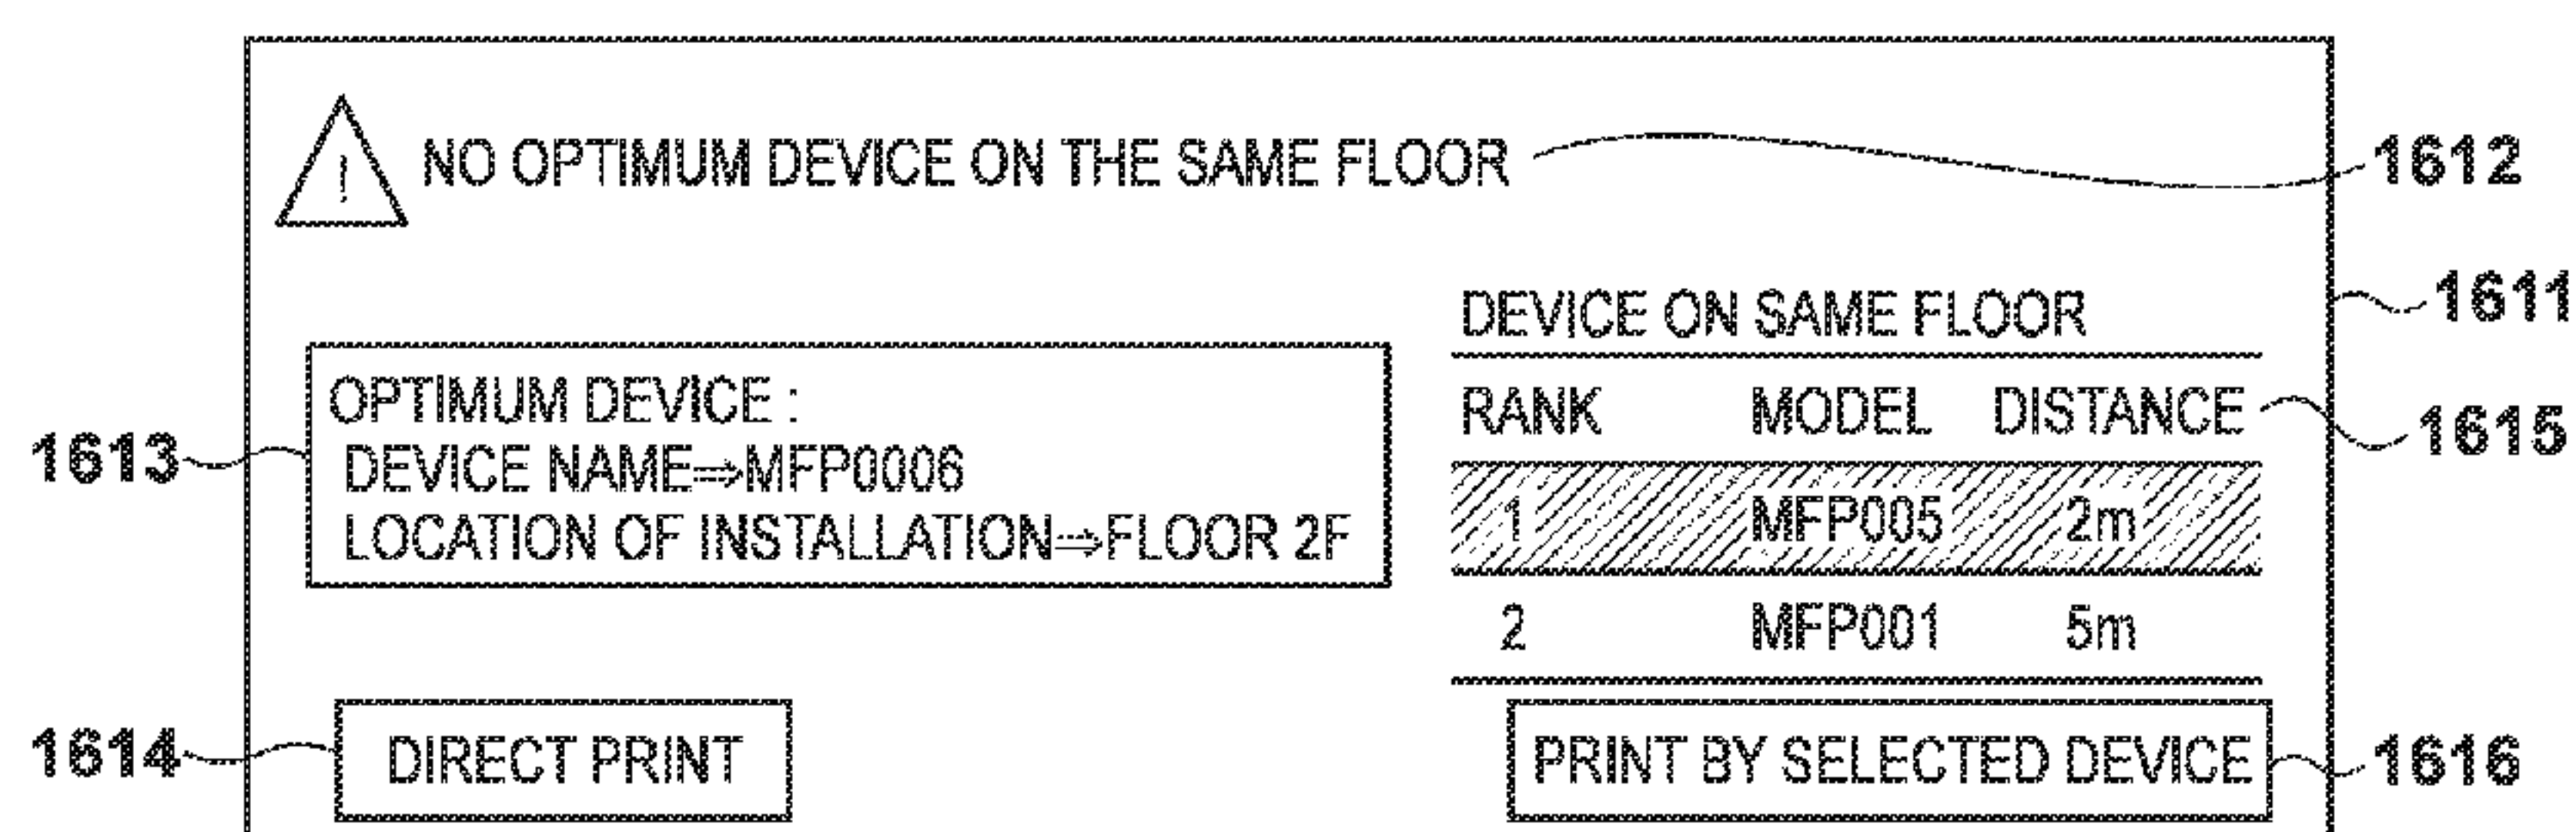 ! NO OPTIMUM DEVICE ON THE SAME FLOOR 1612
1611
DEVICE ON SAME FLOOR
RANK MODEL DISTANCE 1615
1 MFP005 2m
2 MFP001 5m
1613 OPTIMUM DEVICE :
DEVICE NAME⇒MFP0006
LOCATION OF INSTALLATION⇒FLOOR 2F
1614 DIRECT PRINT
PRINT BY SELECTED DEVICE 1616